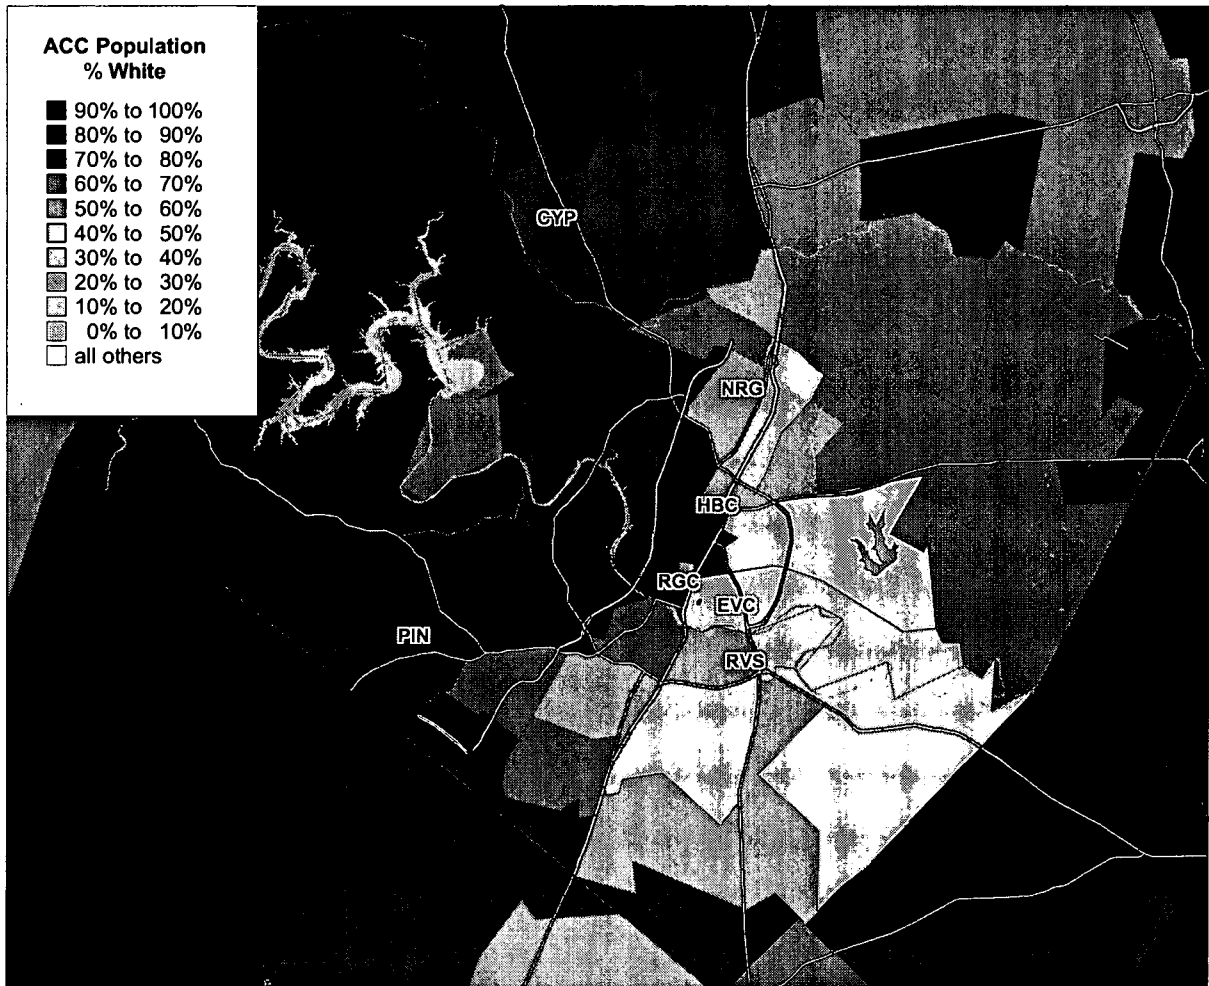 ACC Population
% White
90% to 100%
80% to 90%
70% to 80%
60% to 70%
50% to 60%
40% to 50%
30% to 40%
20% to 30%
10% to 20%
0% to 10%
all others
CYP
NRG
HBC
RGC
EVC
PIN
RVS